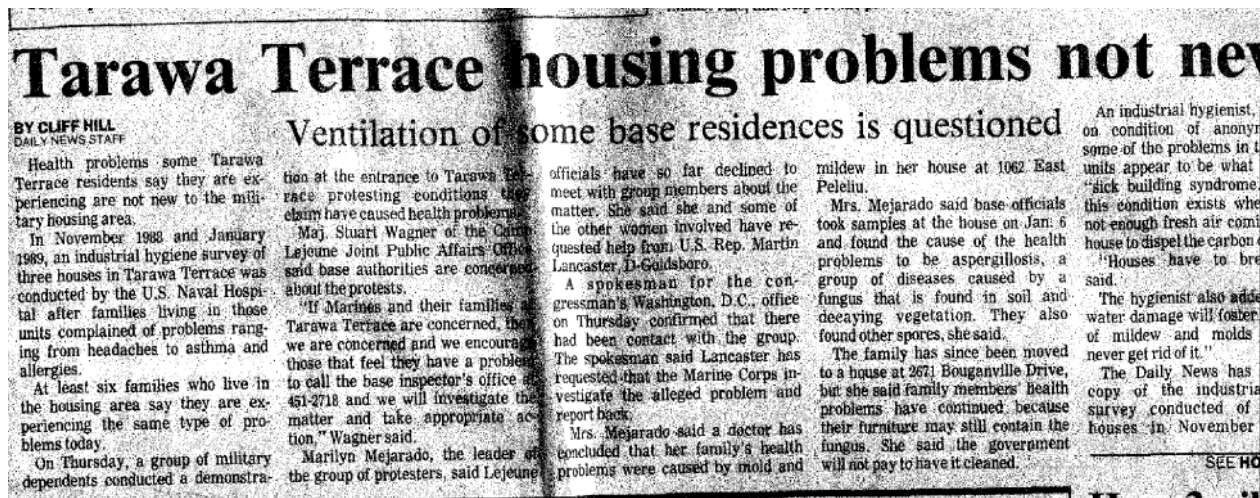 Tarawa Terrace housing problems not new
BY CLIFF HILL
DAILY NEWS STAFF
Ventilation of some base residences is questioned
Health problems some Tarawa
Terrace residents say they are ex-
periencing are not new to the mili-
tary housing area.
In November 1988 and January
1989, an industrial hygiene survey of
three houses in Tarawa Terrace was
conducted by the U.S. Naval Hospi-
tal after families living in those
units complained of problems rang-
ing from headaches to asthma and
allergies.
At least six families who live in
the housing area say they are ex-
periencing the same type of pro-
blems today.
On Thursday, a group of military
dependents conducted a demonstra-
tion at the entrance to Tarawa Ter-
race protesting conditions they
claim have caused health problems.
Maj. Stuart Wagner of the Camp
Lejeune Joint Public Affairs Office
said base authorities are concerned
about the protests.
"If Marines and their families at
Tarawa Terrace are concerned, then
we are concerned and we encourage
those that feel they have a problem
to call the base inspector's office at
451-2718 and we will investigate the
matter and take appropriate ac-
tion," Wagner said.
Marilyn Mejarado, the leader of
the group of protesters, said Lejeune
officials have so far declined to
meet with group members about the
matter. She said she and some of
the other women involved have re-
quested help from U.S. Rep. Martin
Lancaster, D-Goldsboro.
A spokesman for the con-
gressman's Washington, D.C., office
on Thursday confirmed that there
had been contact with the group.
The spokesman said Lancaster has
requested that the Marine Corps in-
vestigate the alleged problem and
report back.
Mrs. Mejarado said a doctor has
concluded that her family's health
problems were caused by mold and
mildew in her house at 1062 East
Peleliu.
Mrs. Mejarado said base officials
took samples at the house on Jan. 6
and found the cause of the health
problems to be aspergillosis, a
group of diseases caused by a
fungus that is found in soil and
decaying vegetation. They also
found other spores, she said.
The family has since been moved
to a house at 2671 Bouganville Drive,
but she said family members' health
problems have continued because
their furniture may still contain the
fungus. She said the government
will not pay to have it cleaned.
An industrial hygienist,
on condition of
some of the problems in
units appear to be what
"sick building syndrome
this condition exists
not enough fresh air
house to dispel the carbon
"Houses have to
said.
The hygienist also
water damage will foster
of mildew and molds
never get rid of it."
The Daily News has
copy of the
survey conducted of
houses in November
SEE